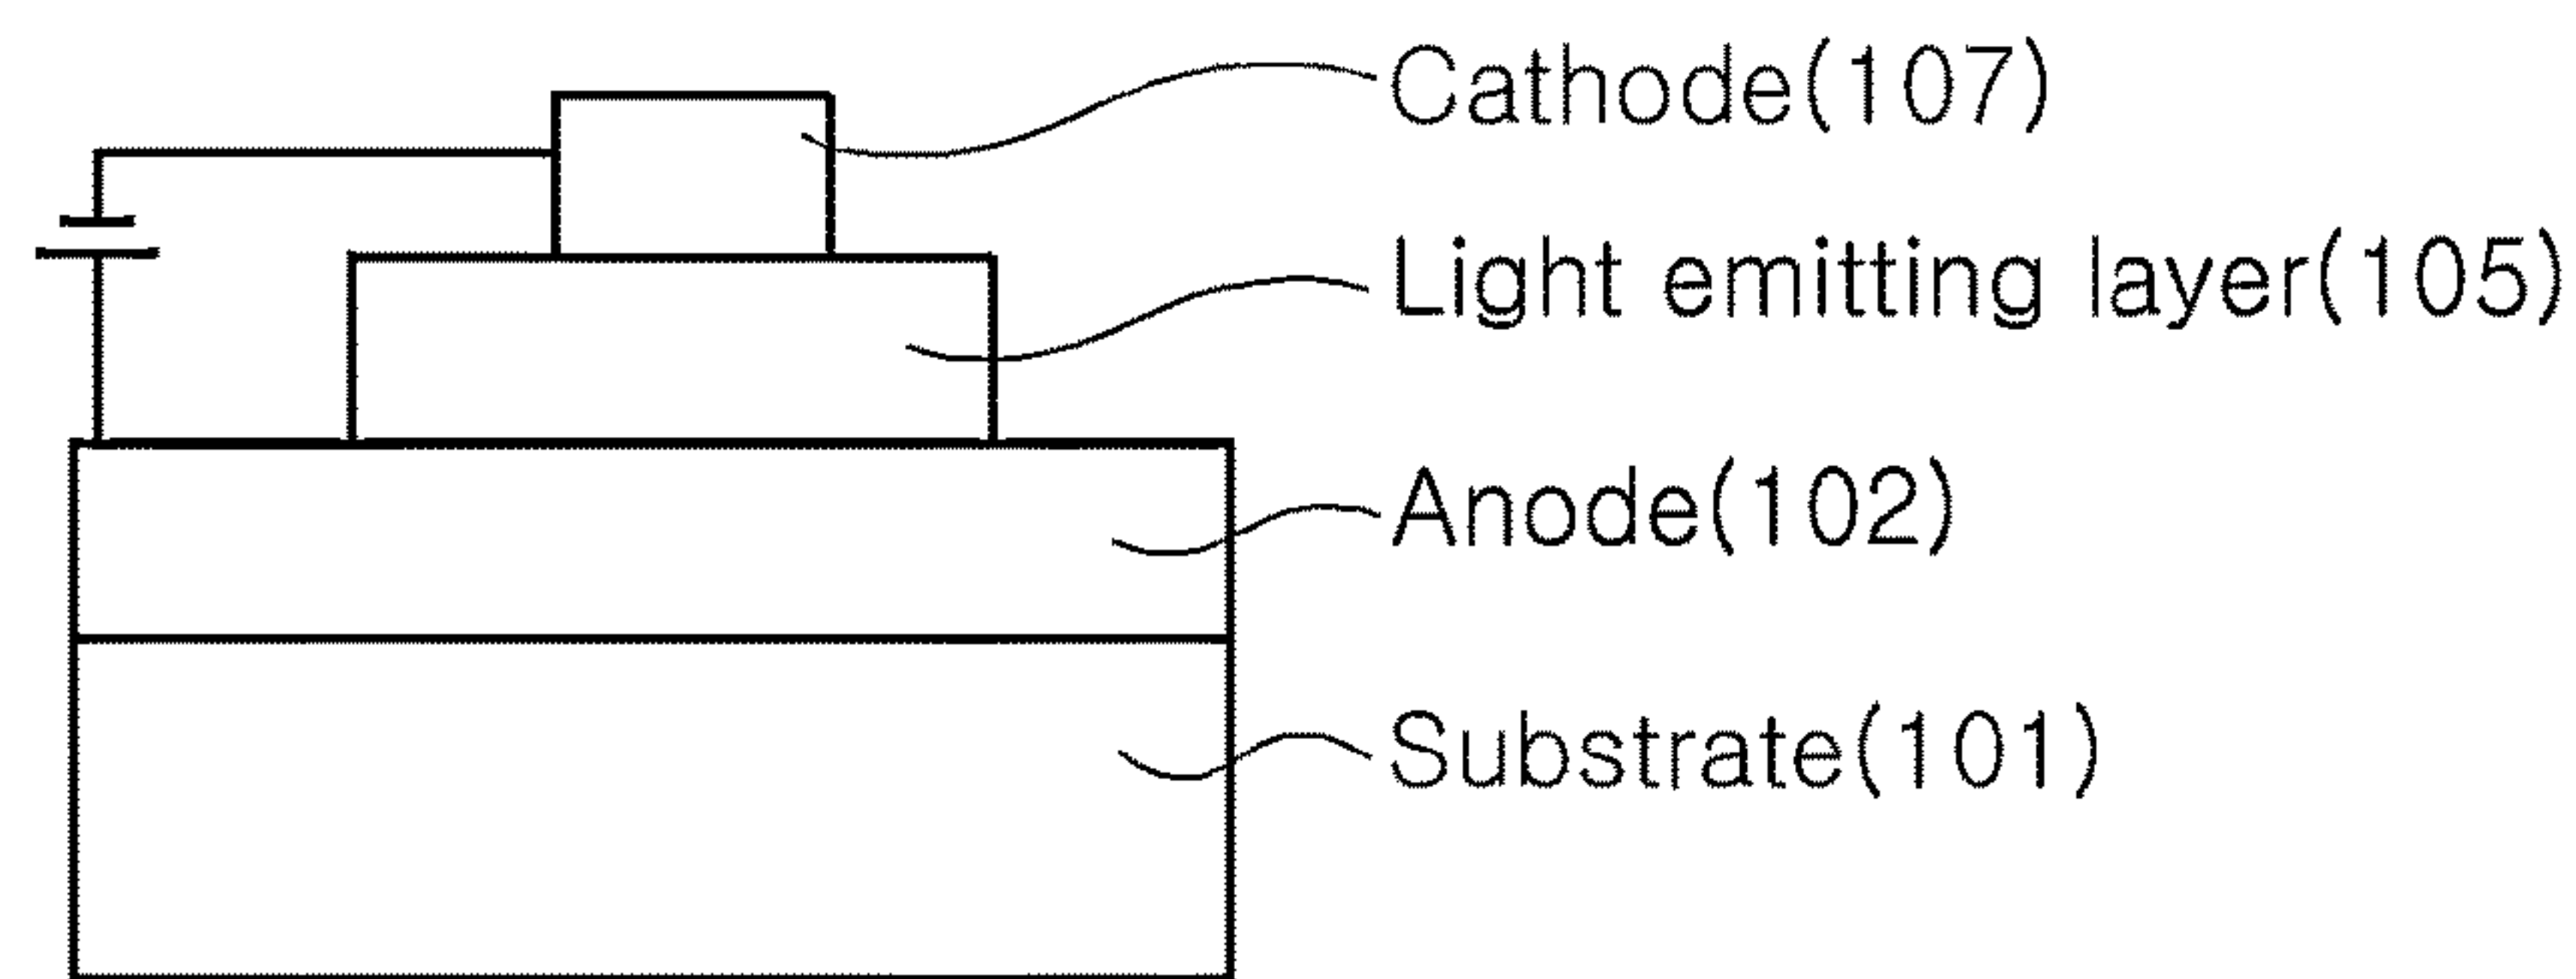 Cathode(107)
Light emitting layer(105)
Anode(102)
Substrate(101)